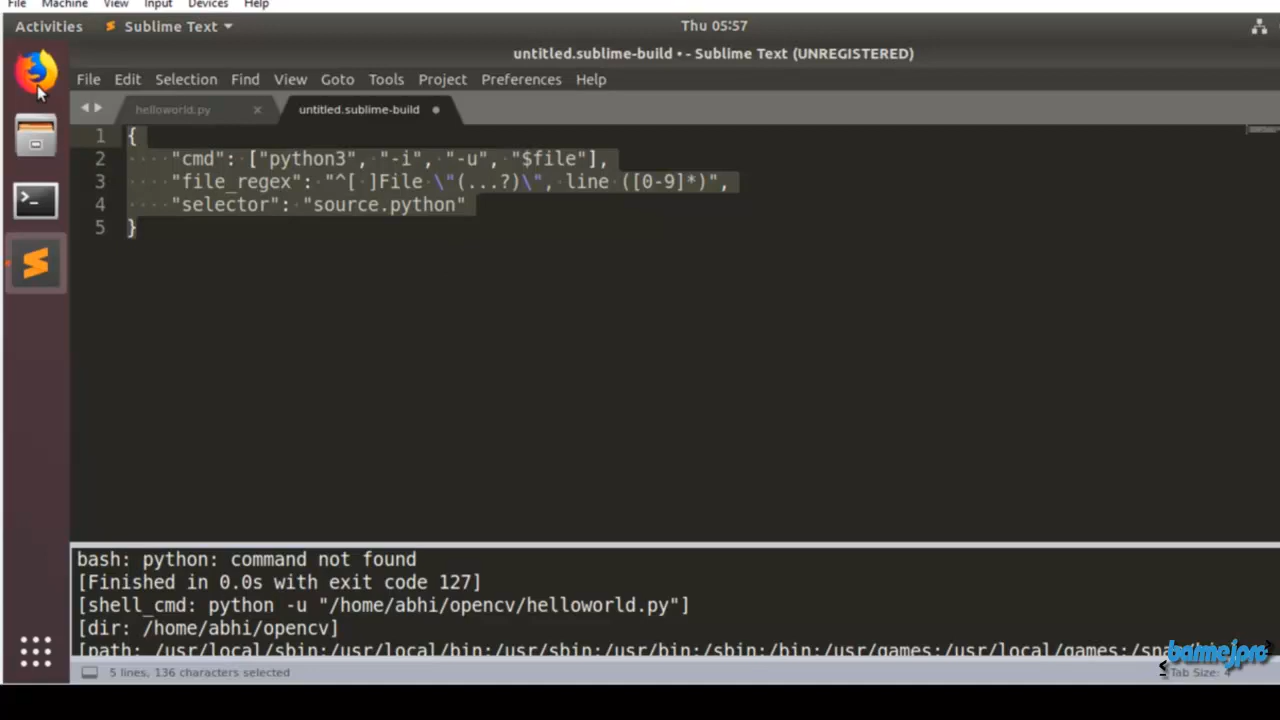 File Machine View Input Devices Help
Activities Sublime Text Thu 05:57
untitled.sublime-build • - Sublime Text (UNREGISTERED)
File Edit Selection Find View Goto Tools Project Preferences Help
helloworld.py × untitled.sublime-build
1 {
2 "cmd": ["python3", "-i", "-u", "$file"],
3 "file_regex": "^[ ]File \"(...?)\", line ([0-9]*)",
4 "selector": "source.python"
5 }
bash: python: command not found
[Finished in 0.0s with exit code 127]
[shell_cmd: python -u "/home/abhi/opencv/helloworld.py"]
[dir: /home/abhi/opencv]
[path: /usr/local/sbin:/usr/local/bin:/usr/sbin:/usr/bin:/sbin:/bin:/usr/games:/usr/local/games:
5 lines, 136 characters selected Tab Size: 4